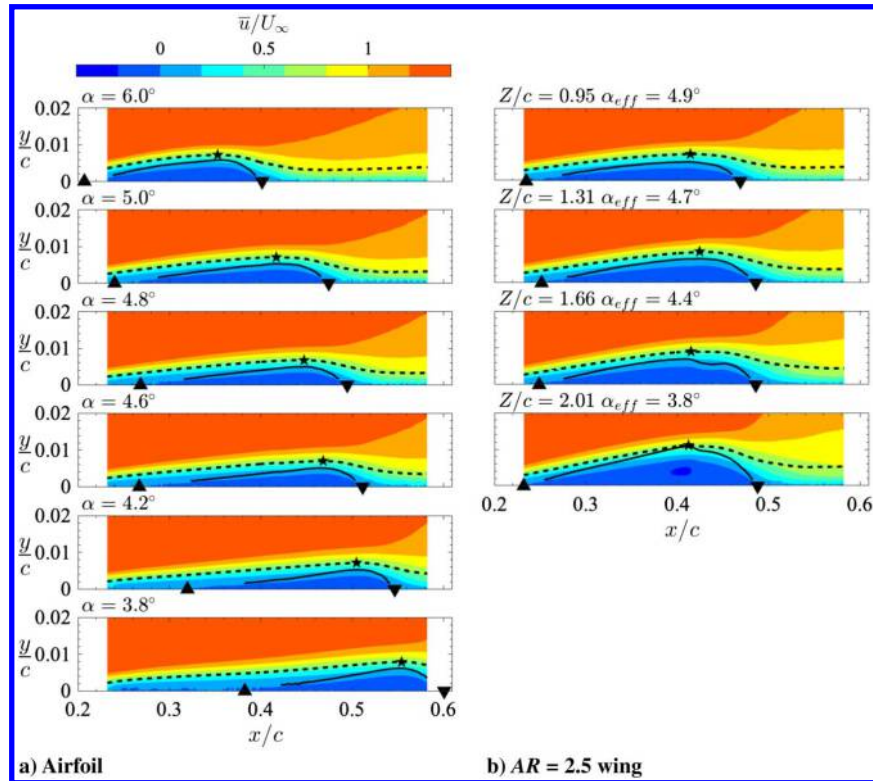 u̅/U∞
0 0.5 1
α = 6.0°
0.02
y/c 0.01
0
α = 5.0°
0.02
y/c 0.01
0
α = 4.8°
0.02
y/c 0.01
0
α = 4.6°
0.02
y/c 0.01
0
α = 4.2°
0.02
y/c 0.01
0
α = 3.8°
0.02
y/c 0.01
0
0.2 0.3 0.4 0.5 0.6
x/c
a) Airfoil
Z/c = 0.95 αeff = 4.9°
Z/c = 1.31 αeff = 4.7°
Z/c = 1.66 αeff = 4.4°
Z/c = 2.01 αeff = 3.8°
0.2 0.3 0.4 0.5 0.6
x/c
b) AR = 2.5 wing